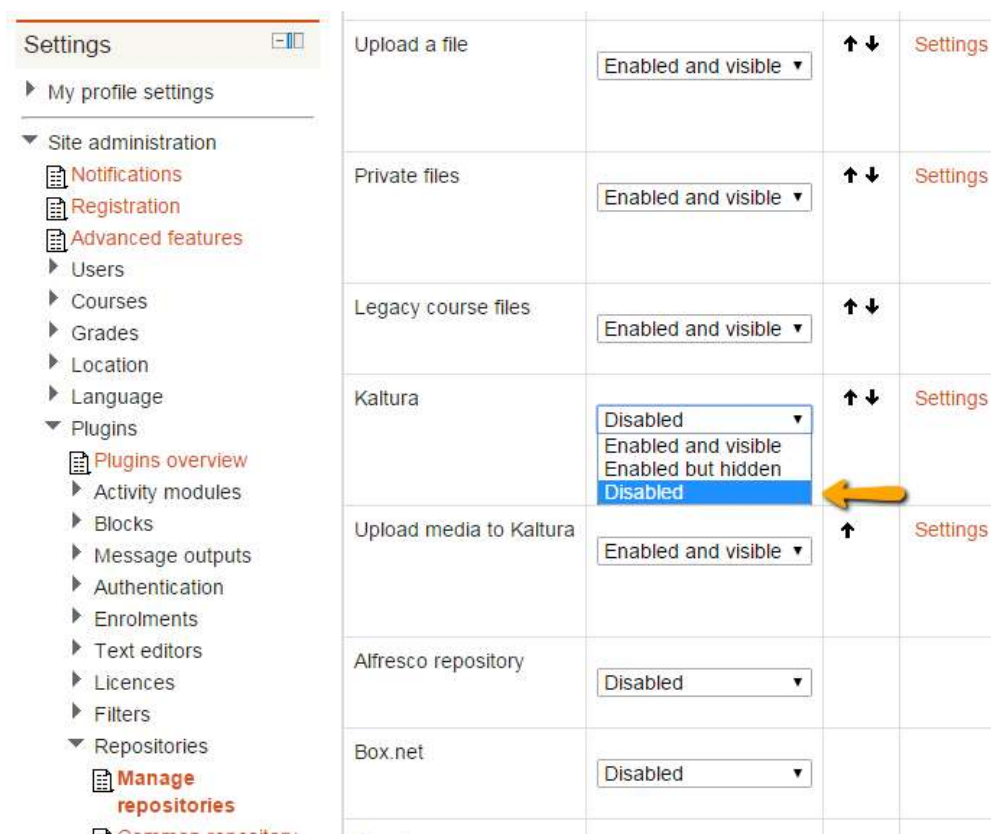 Settings
My profile settings
Site administration
Notifications
Registration
Advanced features
Users
Courses
Grades
Location
Language
Plugins
Plugins overview
Activity modules
Blocks
Message outputs
Authentication
Enrolments
Text editors
Licences
Filters
Repositories
Manage
repositories
Common repository
Upload a file
Enabled and visible
Settings
Private files
Enabled and visible
Settings
Legacy course files
Enabled and visible
Kaltura
Disabled
Enabled and visible
Enabled but hidden
Disabled
Settings
Upload media to Kaltura
Enabled and visible
Settings
Alfresco repository
Disabled
Box.net
Disabled